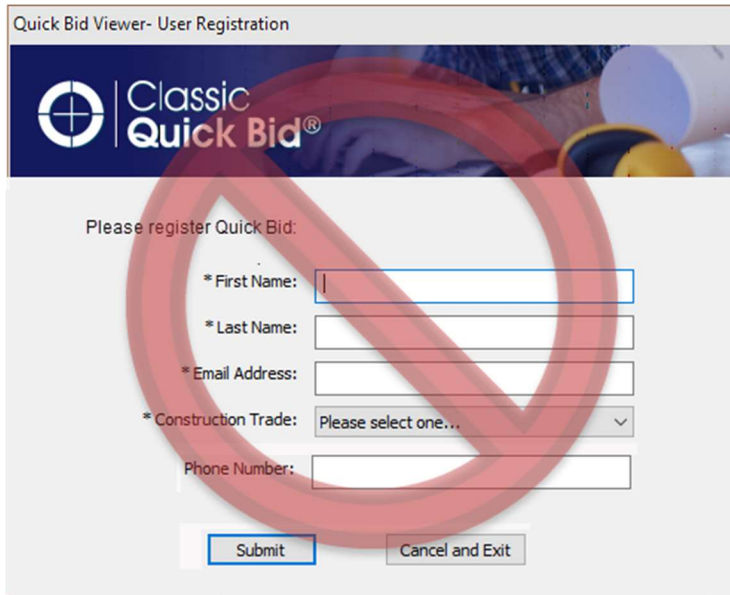 Quick Bid Viewer- User Registration
Classic
Quick Bid®
Please register Quick Bid:
* First Name:
* Last Name:
* Email Address:
* Construction Trade: Please select one...
Phone Number:
Submit Cancel and Exit